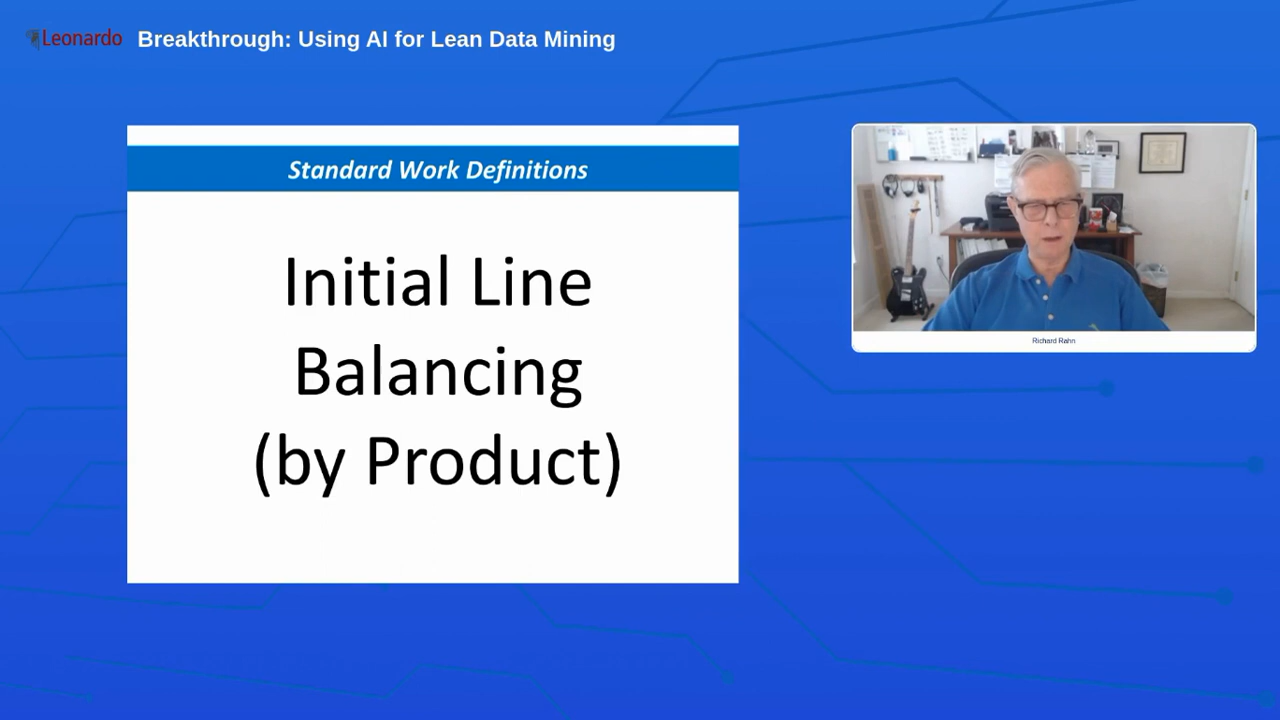 Leonardo
Breakthrough: Using AI for Lean Data Mining
Standard Work Definitions
Initial Line
Balancing
(by Product)
Richard Rahn